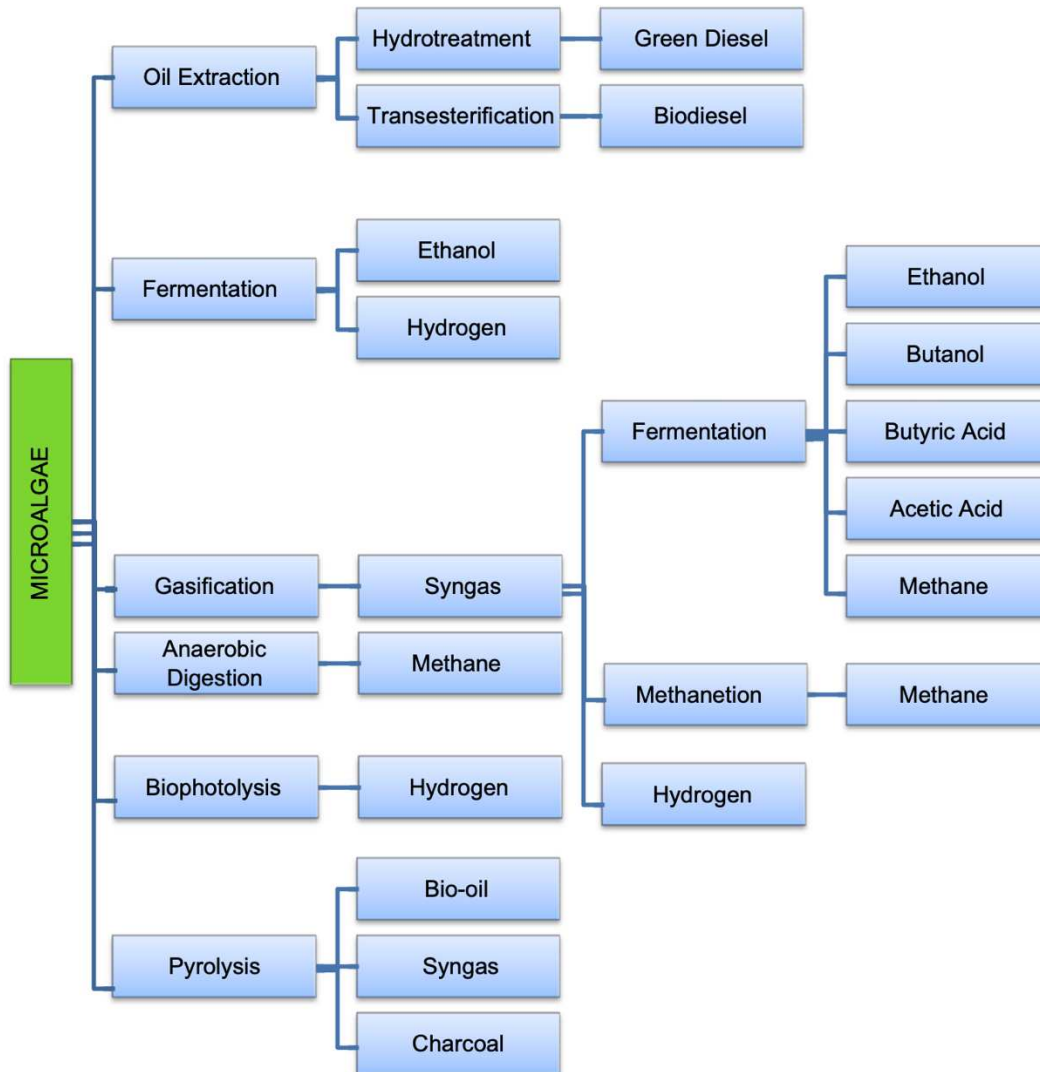 MICROALGAE
Oil Extraction
Hydrotreatment
Green Diesel
Transesterification
Biodiesel
Fermentation
Ethanol
Hydrogen
Gasification
Syngas
Fermentation
Ethanol
Butanol
Butyric Acid
Acetic Acid
Methane
Methanetion
Methane
Hydrogen
Anaerobic
Digestion
Methane
Biophotolysis
Hydrogen
Pyrolysis
Bio-oil
Syngas
Charcoal